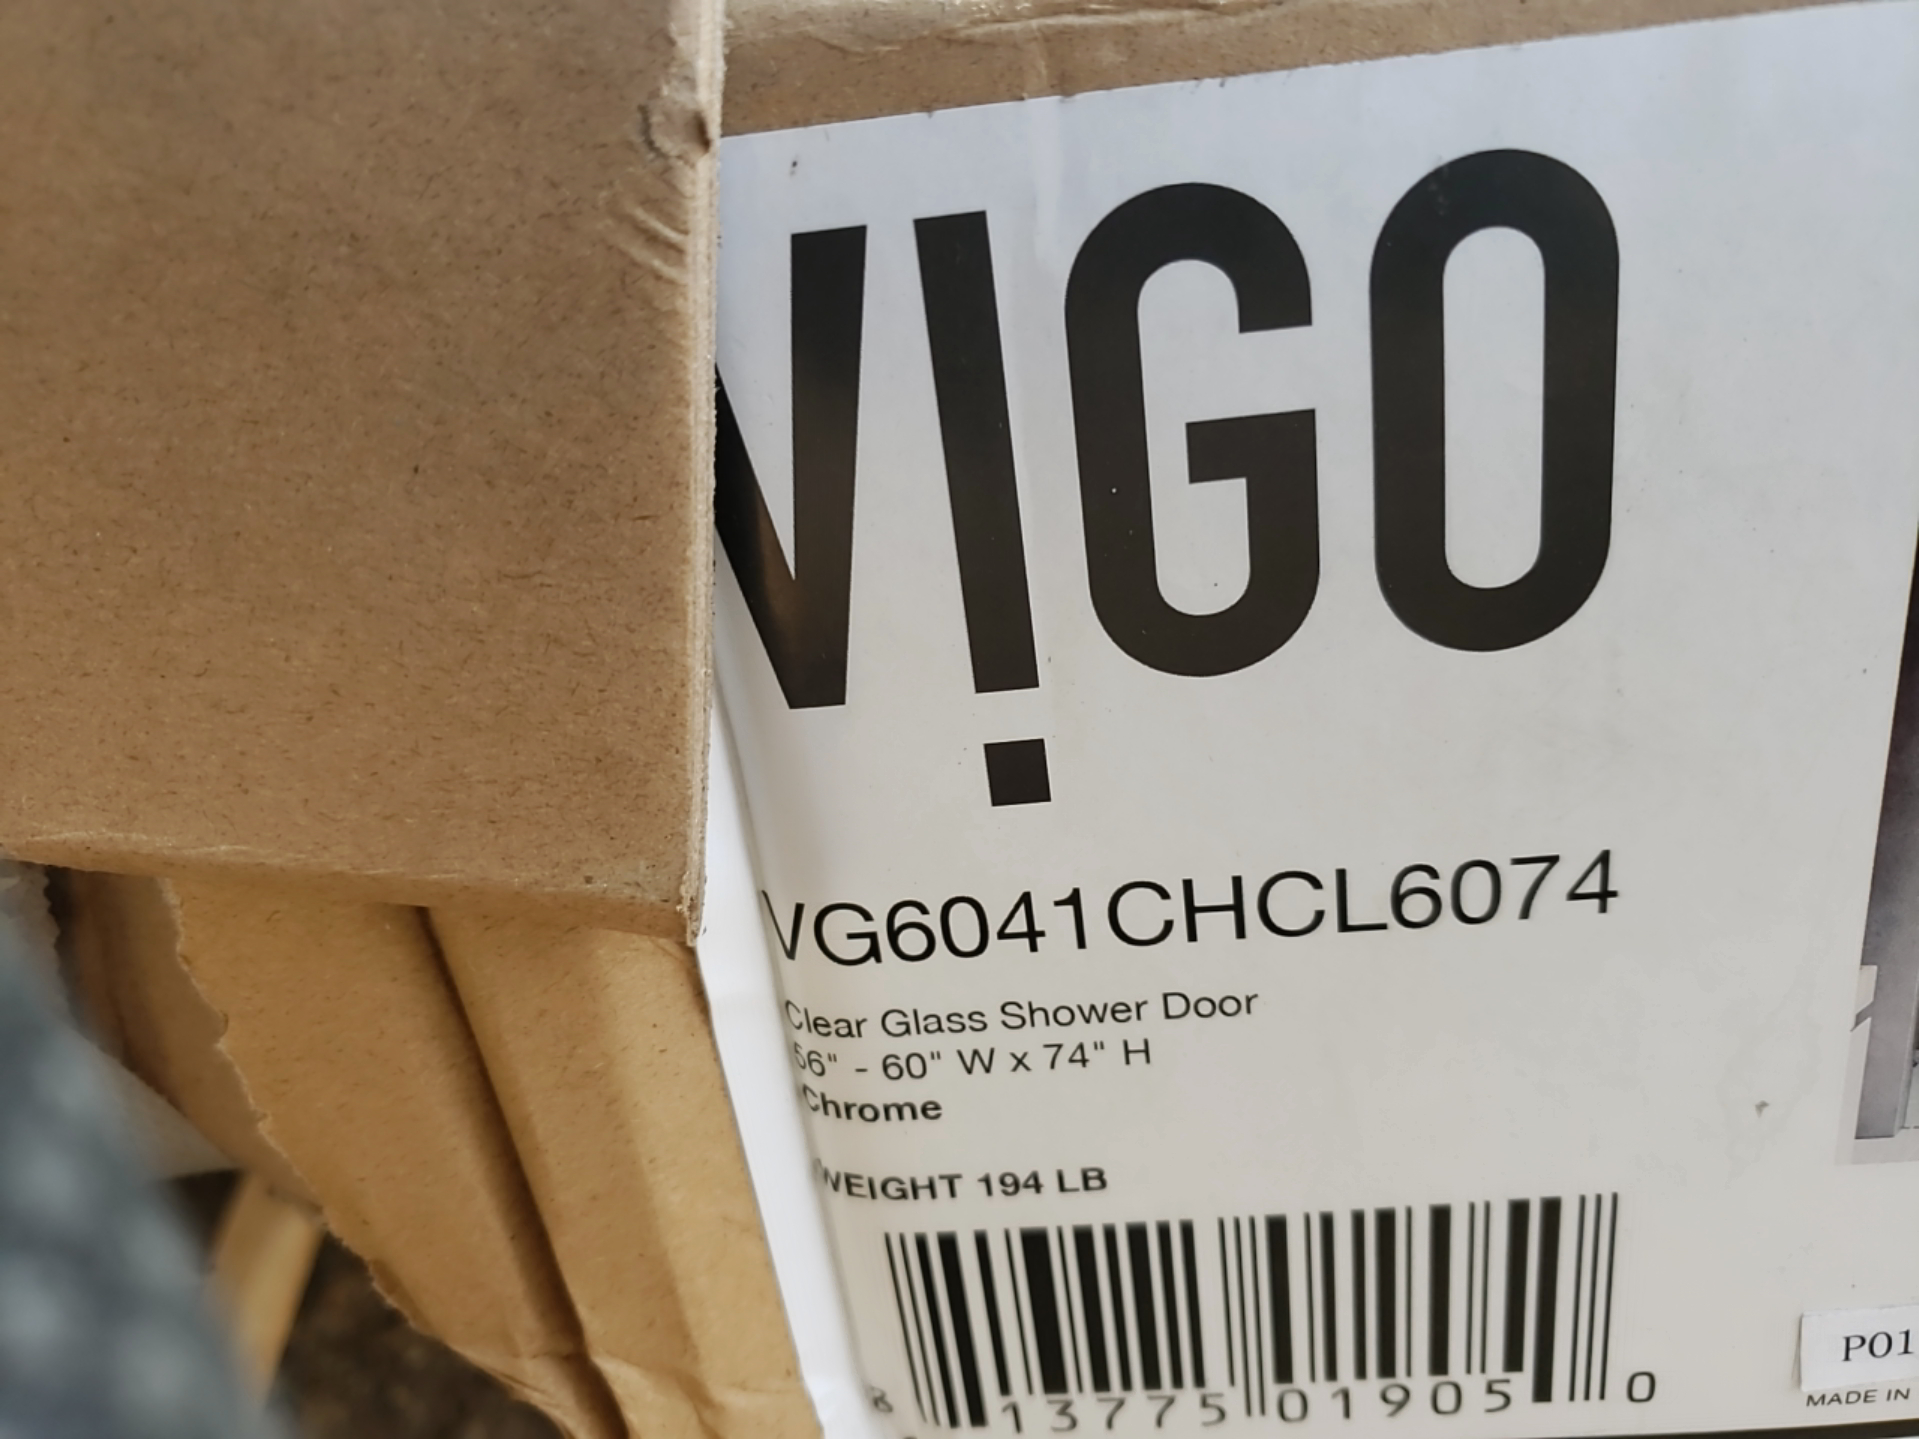 VIGO
VG6041CHCL6074
Clear Glass Shower Door
56" - 60" W x 74" H
Chrome
WEIGHT 194 LB
8 13775 01905 0
P01
MADE IN